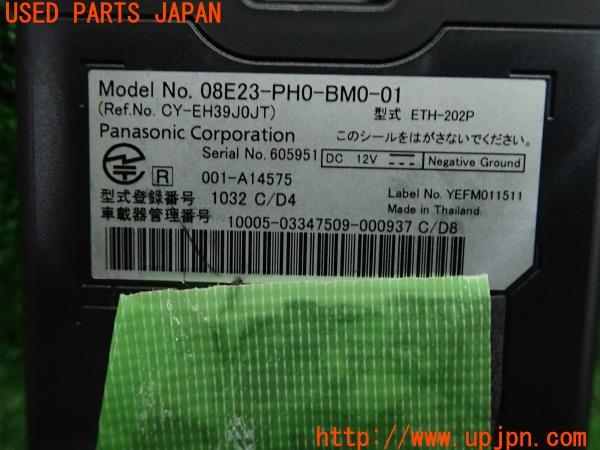 USED PARTS JAPAN
Model No. 08E23-PH0-BM0-01
(Ref.No. CY-EH39J0JT) 型式 ETH-202P
Panasonic Corporation このシールをはがさないでください。
Serial No. 605951 DC 12V Negative Ground
R 001-A14575
型式登録番号 1032 C/D4 Label No. YEFM011511
車載器管理番号 Made in Thailand
10005-03347509-000937 C/D8
http://www.upjpn.com